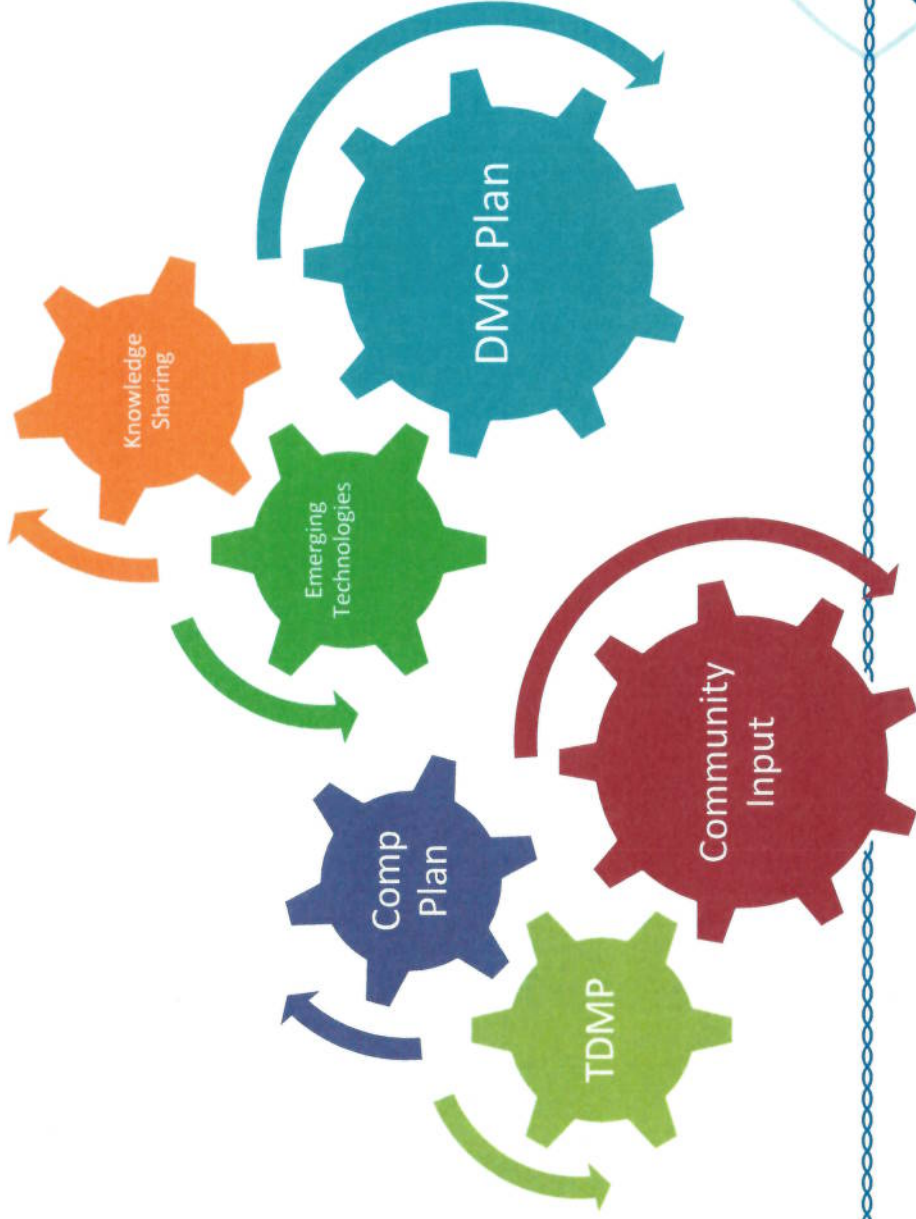 Knowledge
Sharing
Emerging
Technologies
DMC Plan
Comp
Plan
TDMP
Community
Input